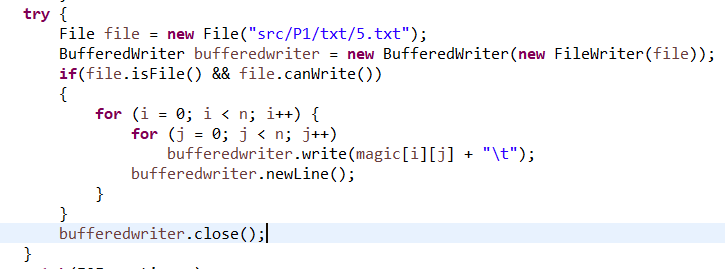 try {
File file = new File("src/P1/txt/5.txt");
BufferedWriter bufferedwriter = new BufferedWriter(new FileWriter(file));
if(file.isFile() && file.canWrite())
{
for (i = 0; i < n; i++) {
for (j = 0; j < n; j++)
bufferedwriter.write(magic[i][j] + "\t");
bufferedwriter.newLine();
}
}
bufferedwriter.close();
}